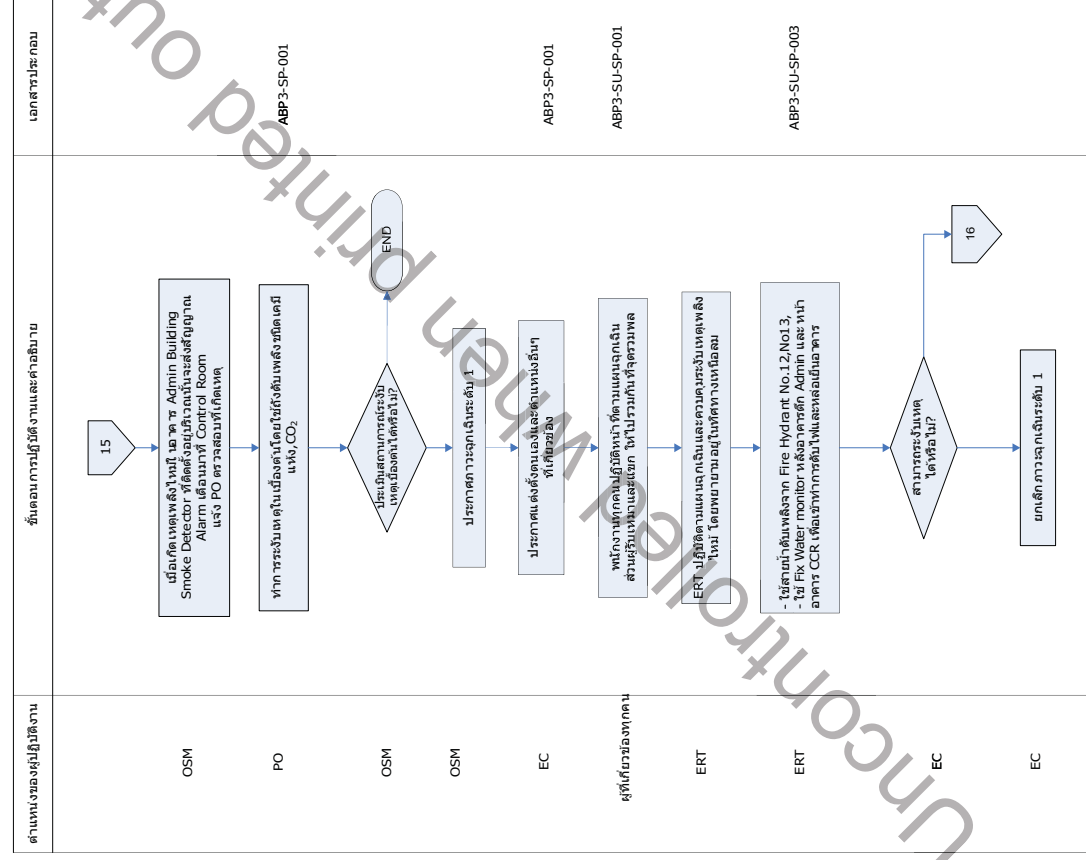 ตำแหน่งของผู้ปฏิบัติงาน
ขั้นตอนการปฏิบัติงานและคำอธิบาย
เอกสารประกอบ
15
OSM
เมื่อเกิดเหตุเพลิงไหม้ในอาคาร Admin Building
Smoke Detector ที่ติดตั้งอยู่บริเวณนั้นจะส่งสัญญาณ
Alarm เตือนมาที่ Control Room
แจ้ง PO ตรวจสอบที่เกิดเหตุ
PO
ทำการระงับเหตุในเบื้องต้นโดยใช้ถังดับเพลิงชนิดเคมี
แห้ง,CO₂
ABP3-SP-001
OSM
ประเมินสถานการณ์ระงับ
เหตุเบื้องต้นได้หรือไม่?
END
OSM
ประกาศภาวะฉุกเฉินระดับ 1
EC
ประกาศแต่งตั้งตนเองและตำแหน่งอื่นๆ
ที่เกี่ยวข้อง
ABP3-SP-001
ผู้ที่เกี่ยวข้องทุกคน
พนักงานทุกคนปฏิบัติหน้าที่ตามแผนฉุกเฉิน
ส่วนผู้รับเหมาและแขก ให้ไปรวมกันที่จุดรวมพล
ABP3-SU-SP-001
ERT
ERT ปฏิบัติตามแผนฉุกเฉินและควบคุมระงับเหตุเพลิง
ไหม้ โดยพยายามอยู่ในทิศทางเหนือลม
ERT
- ใช้สายน้ำดับเพลิงจาก Fire Hydrant No.12,No13,
- ใช้ Fix Water monitor หลังอาคารตึก Admin และ หน้า
อาคาร CCR เพื่อเข้าทำการดับไฟและหล่อเย็นอาคาร
ABP3-SU-SP-003
EC
สามารถระงับเหตุ
ได้หรือไม่?
16
EC
ยกเลิกภาวะฉุกเฉินระดับ 1
Uncontrolled when printed out